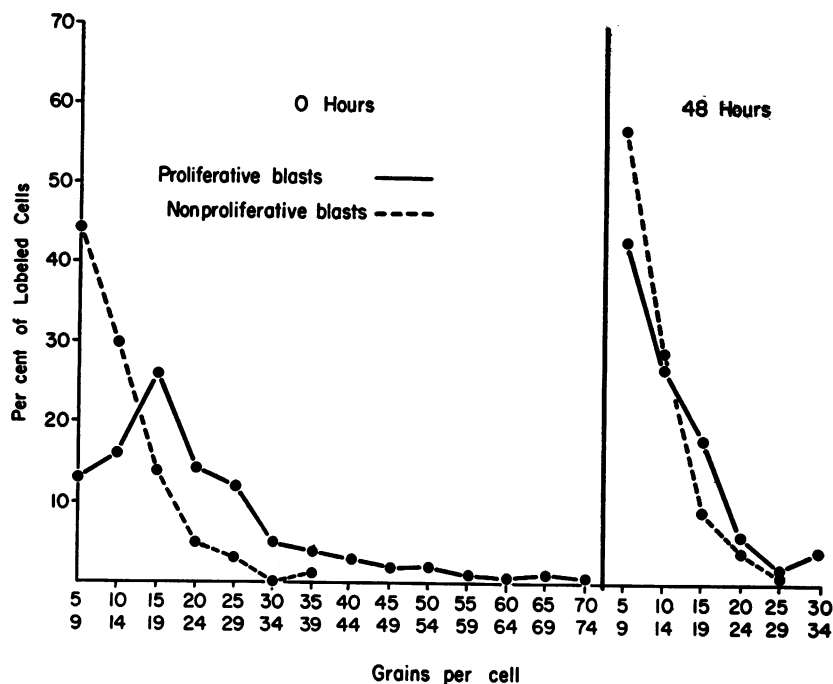 70
60
50
40
30
20
10
Per cent of Labeled Cells
0 Hours
48 Hours
Proliferative blasts
Nonproliferative blasts
5 10 15 20 25 30 35 40 45 50 55 60 65 70 5 10 15 20 25 30
9 14 19 24 29 34 39 44 49 54 59 64 69 74 9 14 19 24 29 34
Grains per cell